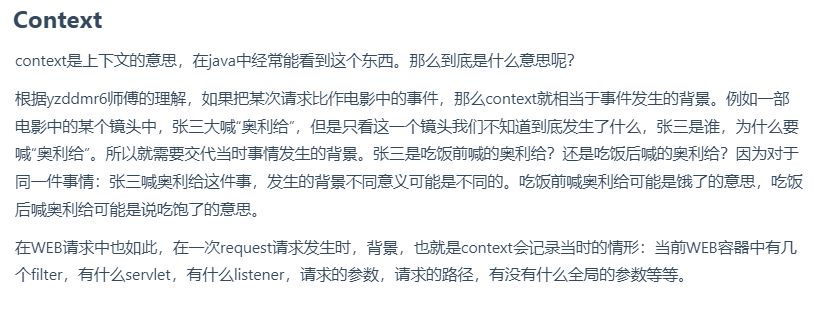 Context
context是上下文的意思，在java中经常能看到这个东西。那么到底是什么意思呢？
根据yzddmr6师傅的理解，如果把某次请求比作电影中的事件，那么context就相当于事件发生的背景。例如一部
电影中的某个镜头中，张三大喊“奥利给”，但是只看这一个镜头我们不知道到底发生了什么，张三是谁，为什么要
喊“奥利给”。所以就需要交代当时事情发生的背景。张三是吃饭前喊的奥利给？还是吃饭后喊的奥利给？因为对于
同一件事情：张三喊奥利给这件事，发生的背景不同意义可能是不同的。吃饭前喊奥利给可能是饿了的意思，吃饭
后喊奥利给可能是说吃饱了的意思。
在WEB请求中也如此，在一次request请求发生时，背景，也就是context会记录当时的情形：当前WEB容器中有几
个filter，有什么servlet，有什么listener，请求的参数，请求的路径，有没有什么全局的参数等等。